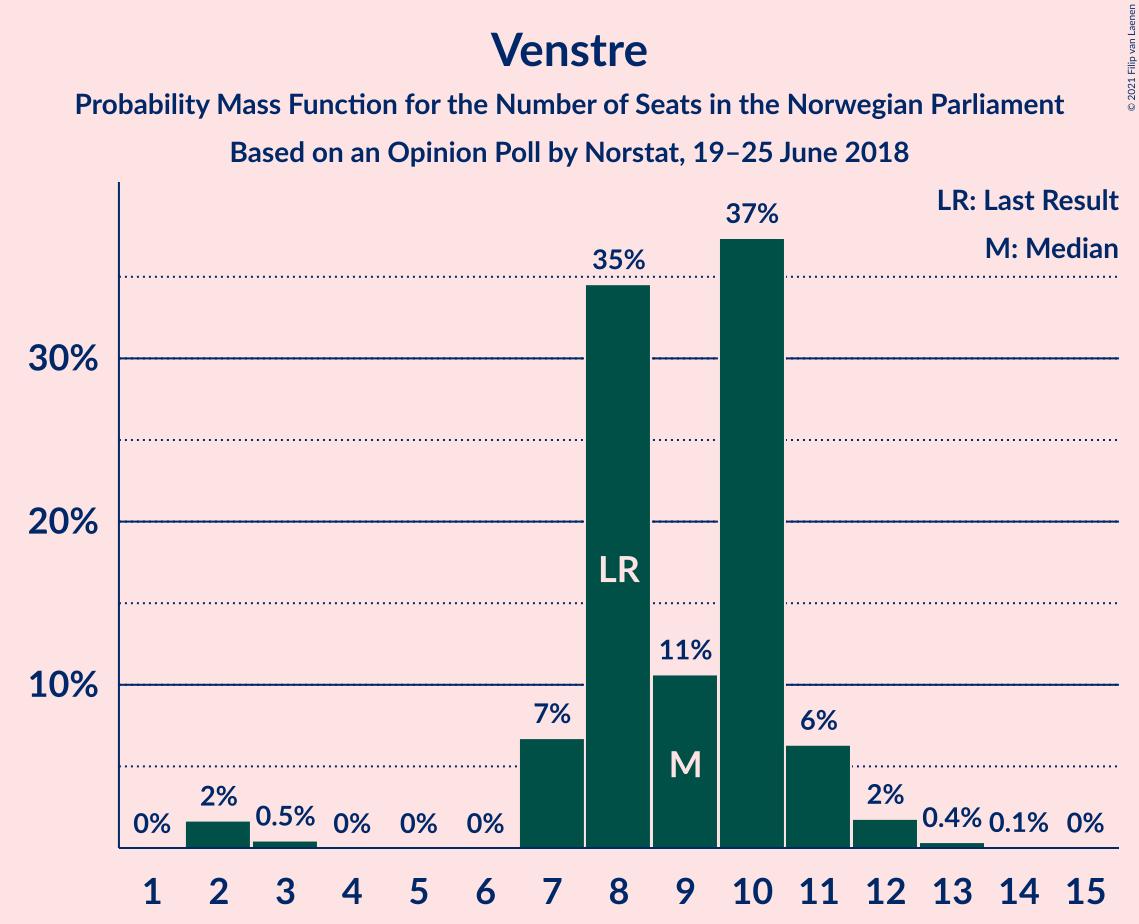 Venstre
Probability Mass Function for the Number of Seats in the Norwegian Parliament
Based on an Opinion Poll by Norstat, 19–25 June 2018
© 2021 Filip van Laenen
LR: Last Result
M: Median
30%
20%
10%
0%
2%
0.5%
0%
0%
0%
7%
35%
11%
37%
6%
2%
0.4%
0.1%
0%
LR
M
1 2 3 4 5 6 7 8 9 10 11 12 13 14 15